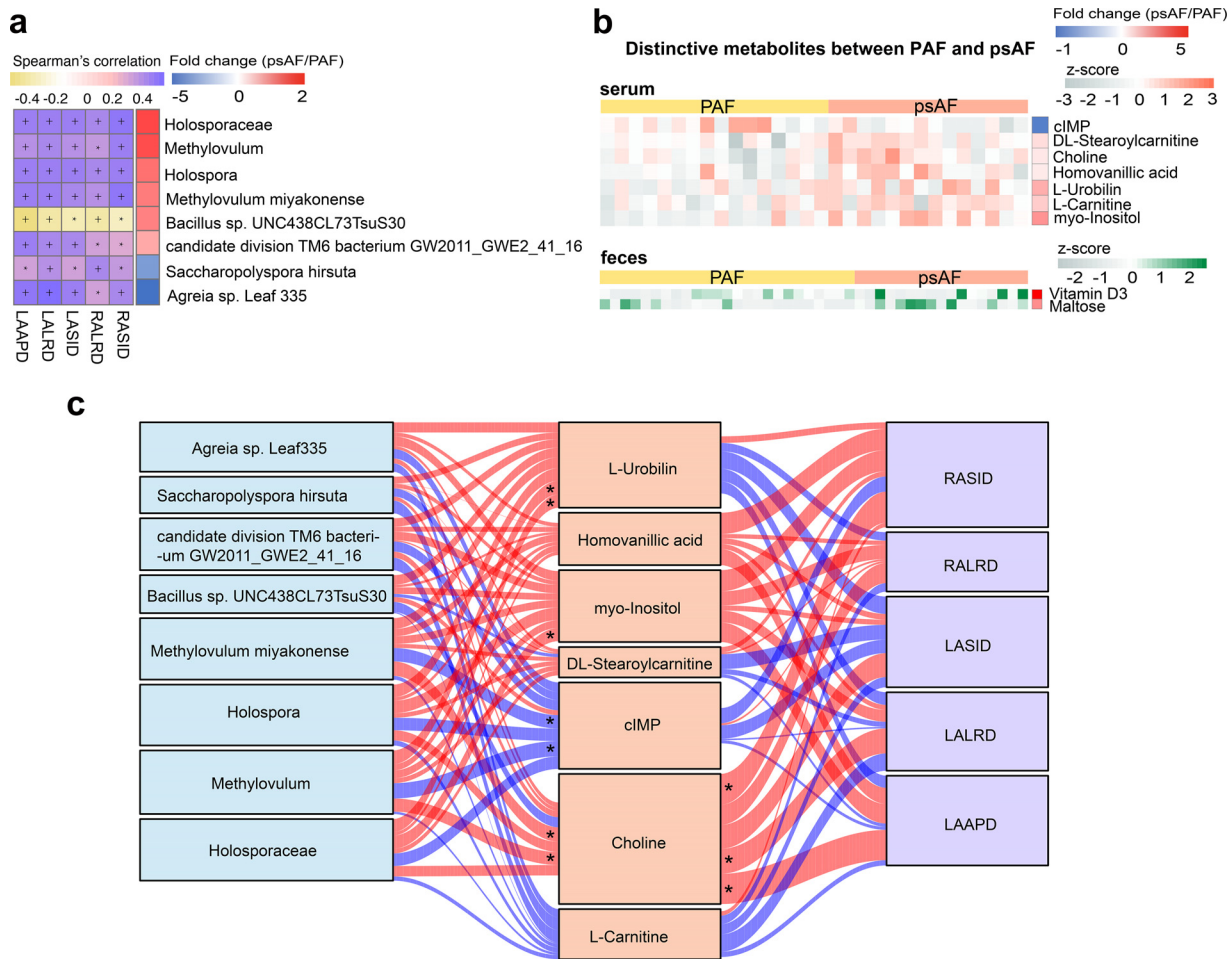 a
Spearman's correlation
-0.4 -0.2 0 0.2 0.4
Fold change (psAF/PAF)
-5 0 2
+ + + + + Holosporaceae
+ + + * + Methylovulum
+ + + + + Holospora
+ + + + + Methylovulum miyakonense
+ + * + * Bacillus sp. UNC438CL73TsuS30
+ + + * * candidate division TM6 bacterium GW2011_GWE2_41_16
* + * + * Saccharopolyspora hirsuta
+ + + * + Agreia sp. Leaf 335
LAAPD LALRD LASID RALRD RASID
b
Distinctive metabolites between PAF and psAF
Fold change (psAF/PAF)
-1 0 5
z-score
-3 -2 -1 0 1 2 3
serum
PAF psAF
cIMP
DL-Stearoylcarnitine
Choline
Homovanillic acid
L-Urobilin
L-Carnitine
myo-Inositol
feces
PAF psAF
z-score
-2 -1 0 1 2
Vitamin D3
Maltose
c
Agreia sp. Leaf335
Saccharopolyspora hirsuta
candidate division TM6 bacteri-
-um GW2011_GWE2_41_16
Bacillus sp. UNC438CL73TsuS30
Methylovulum miyakonense
Holospora
Methylovulum
Holosporaceae
L-Urobilin
*
*
Homovanillic acid
myo-Inositol
*
DL-Stearoylcarnitine
cIMP
*
*
Choline
*
*
*
*
*
L-Carnitine
RASID
RALRD
LASID
LALRD
LAAPD